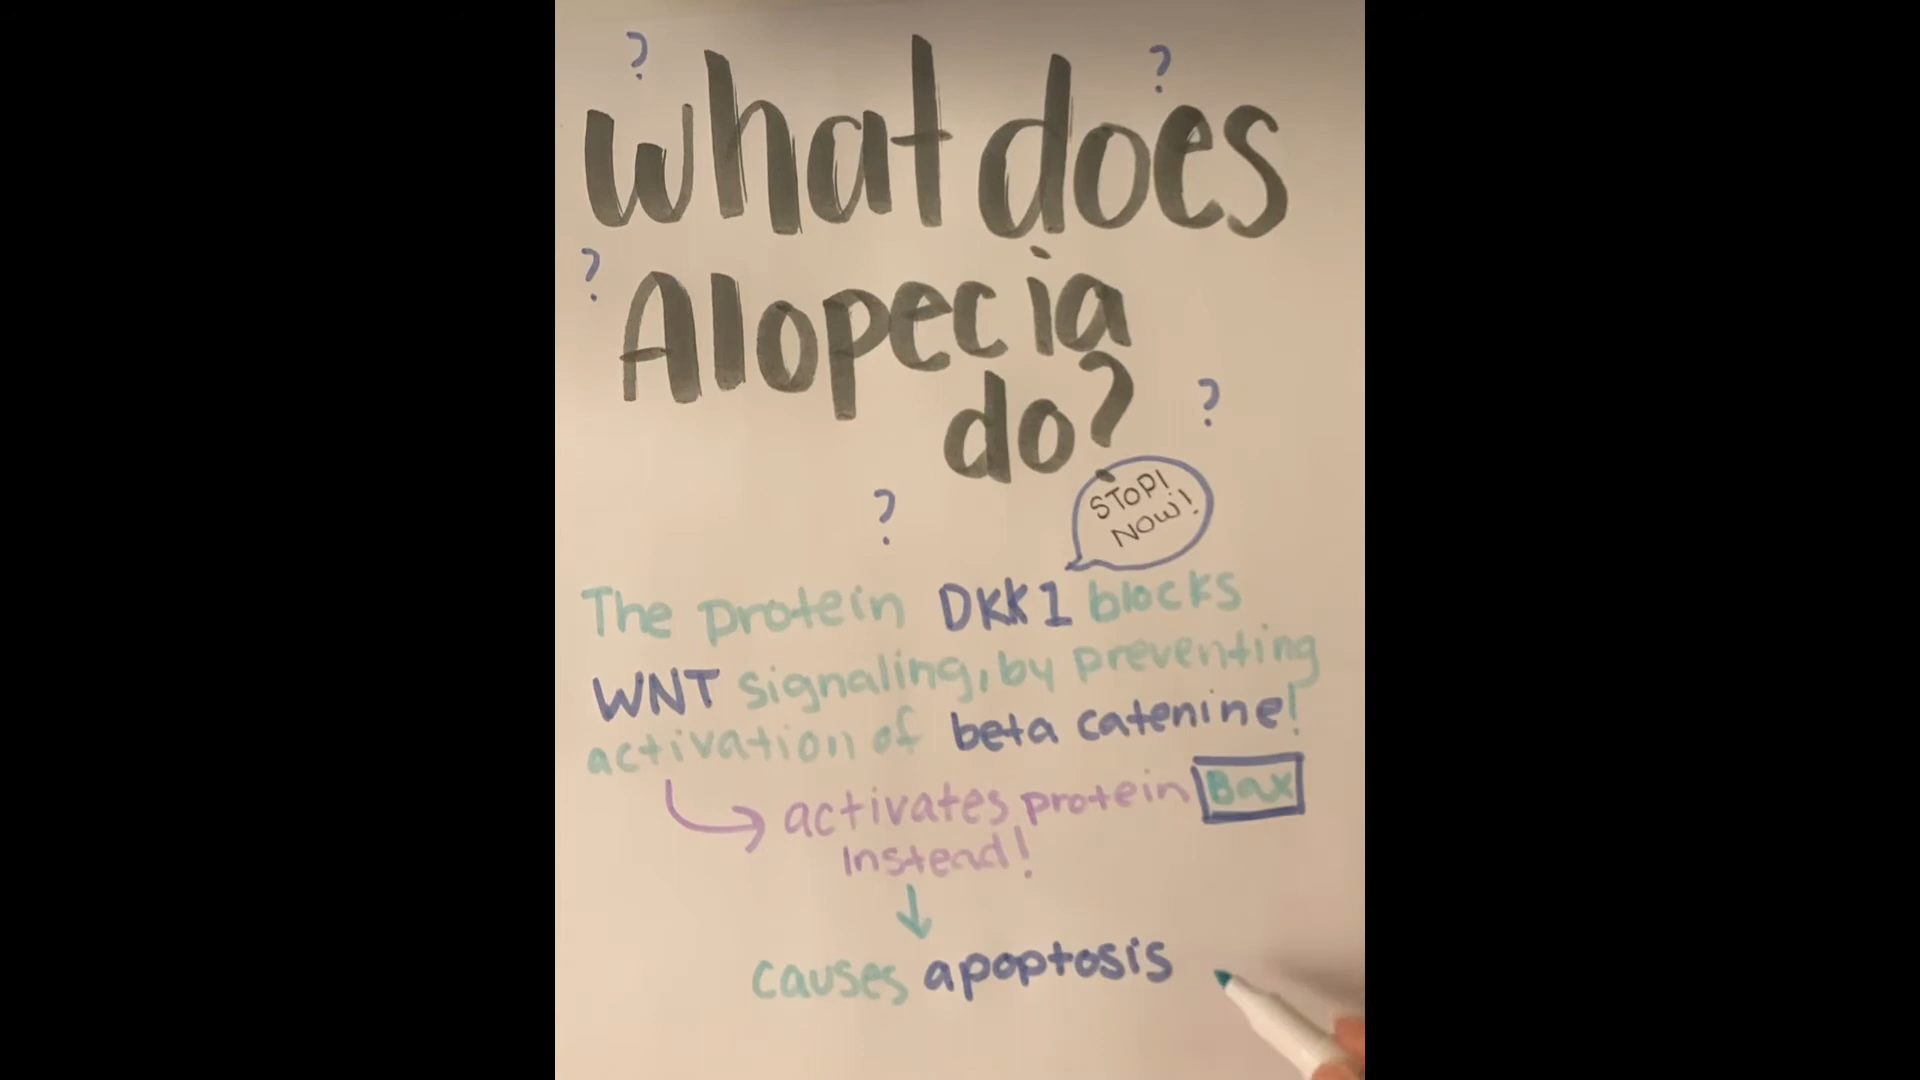 ?
?
what does
?
Alopecia
do?
?
?
STOP!
NOW!
The protein DKK1 blocks
WNT signaling, by preventing
activation of beta catenine!
activates protein Bax
Instead!
causes apoptosis